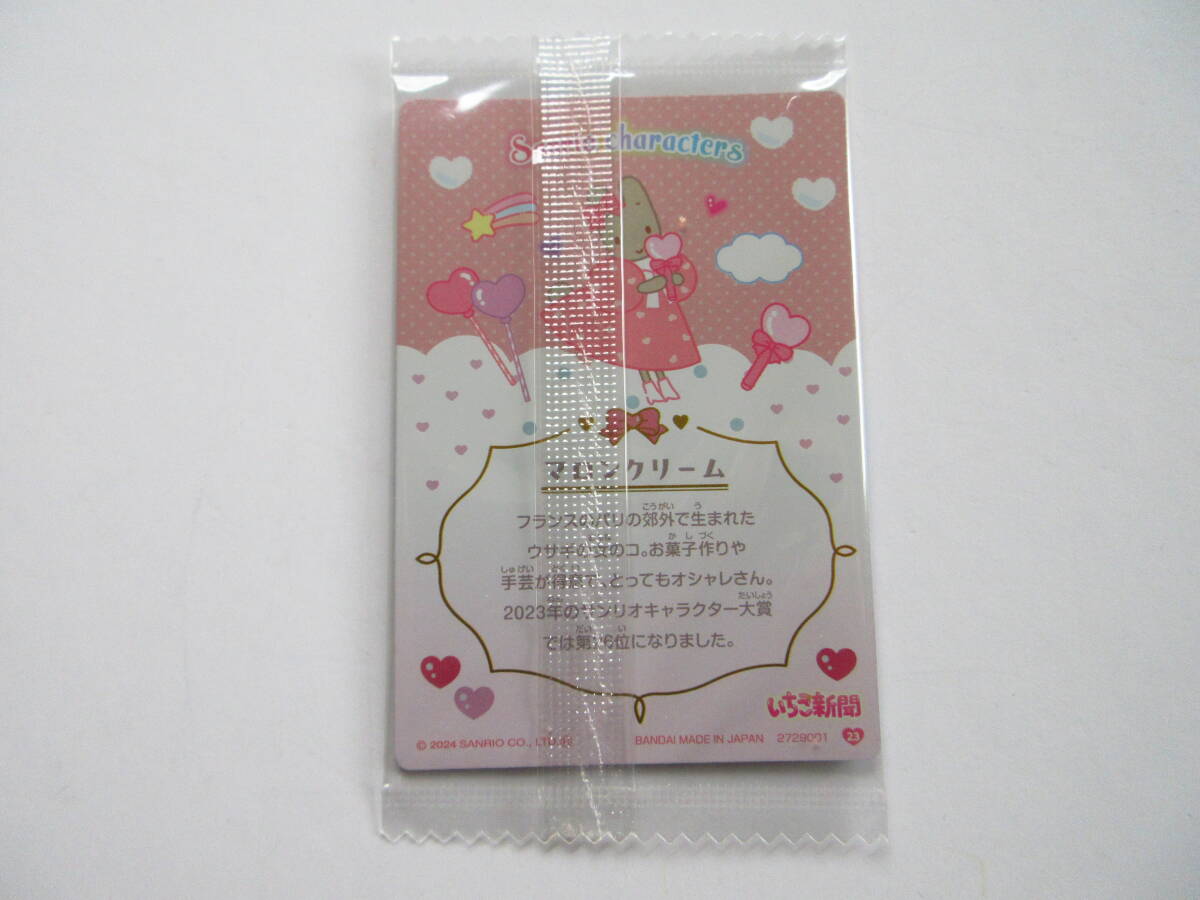 Sanrio characters
マロンクリーム
フランスのパリの郊外で生まれた
ウサギの女のコ。お菓子作りや
手芸が得意で、とってもオシャレさん。
2023年のサンリオキャラクター大賞
では第26位になりました。
いちご新聞
© 2024 SANRIO CO., LTD. BANDAI MADE IN JAPAN 2729001 23